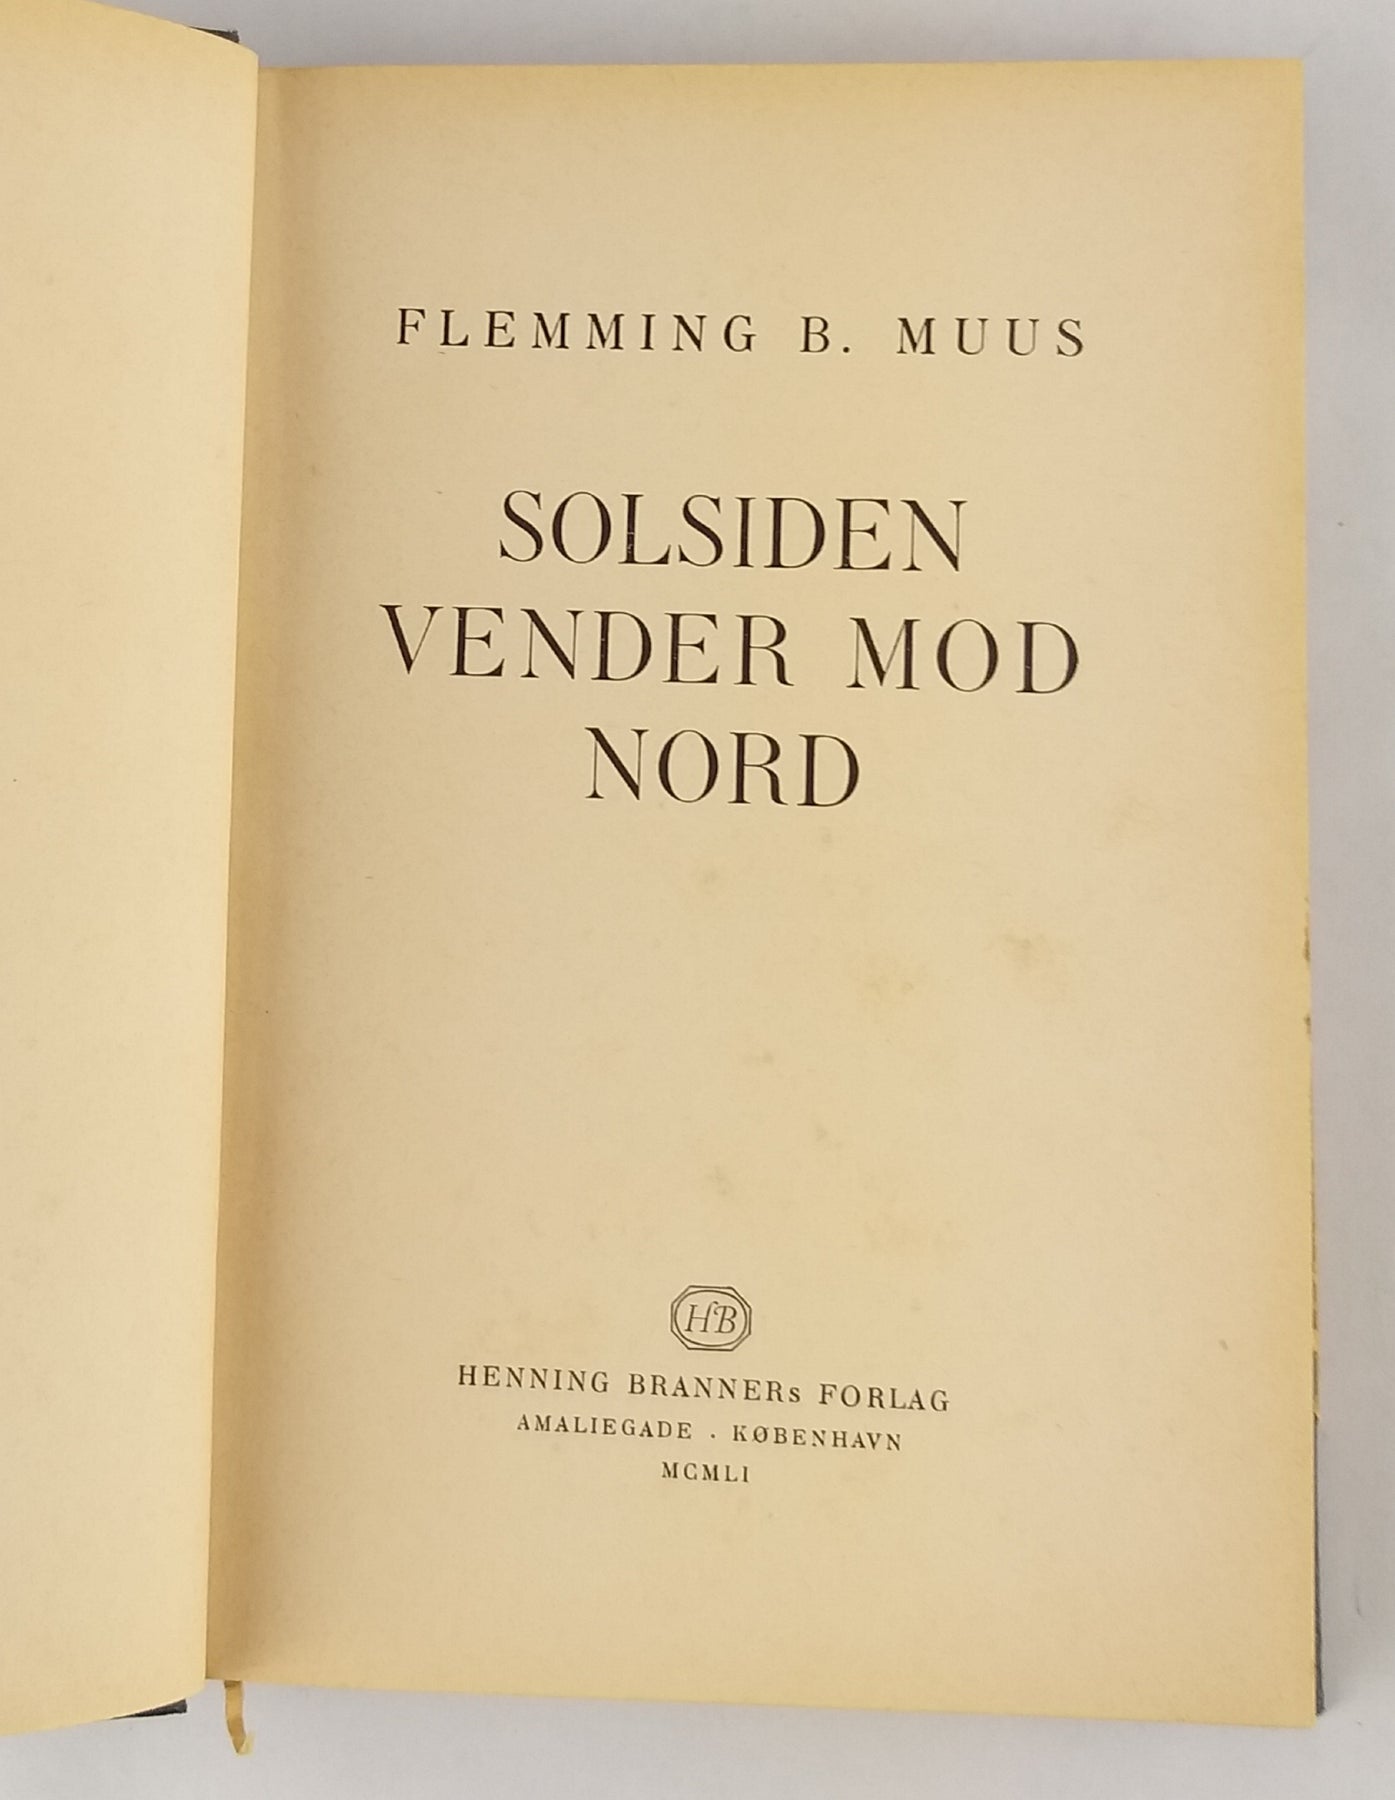 FLEMMING B. MUUS
SOLSIDEN
VENDER MOD
NORD
HB
HENNING BRANNERs FORLAG
AMALIEGADE . KØBENHAVN
MCMLI